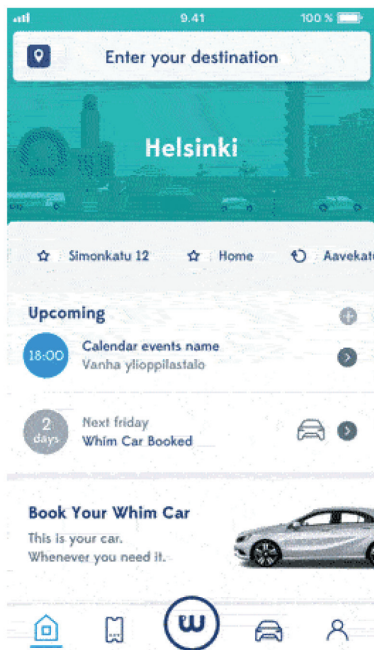 9.41
100 %
Enter your destination
Helsinki
Simonkatu 12
Home
Aavekatu
Upcoming
18:00
Calendar events name
Vanha ylioppilastalo
2
days
Next friday
Whim Car Booked
Book Your Whim Car
This is your car.
Whenever you need it.